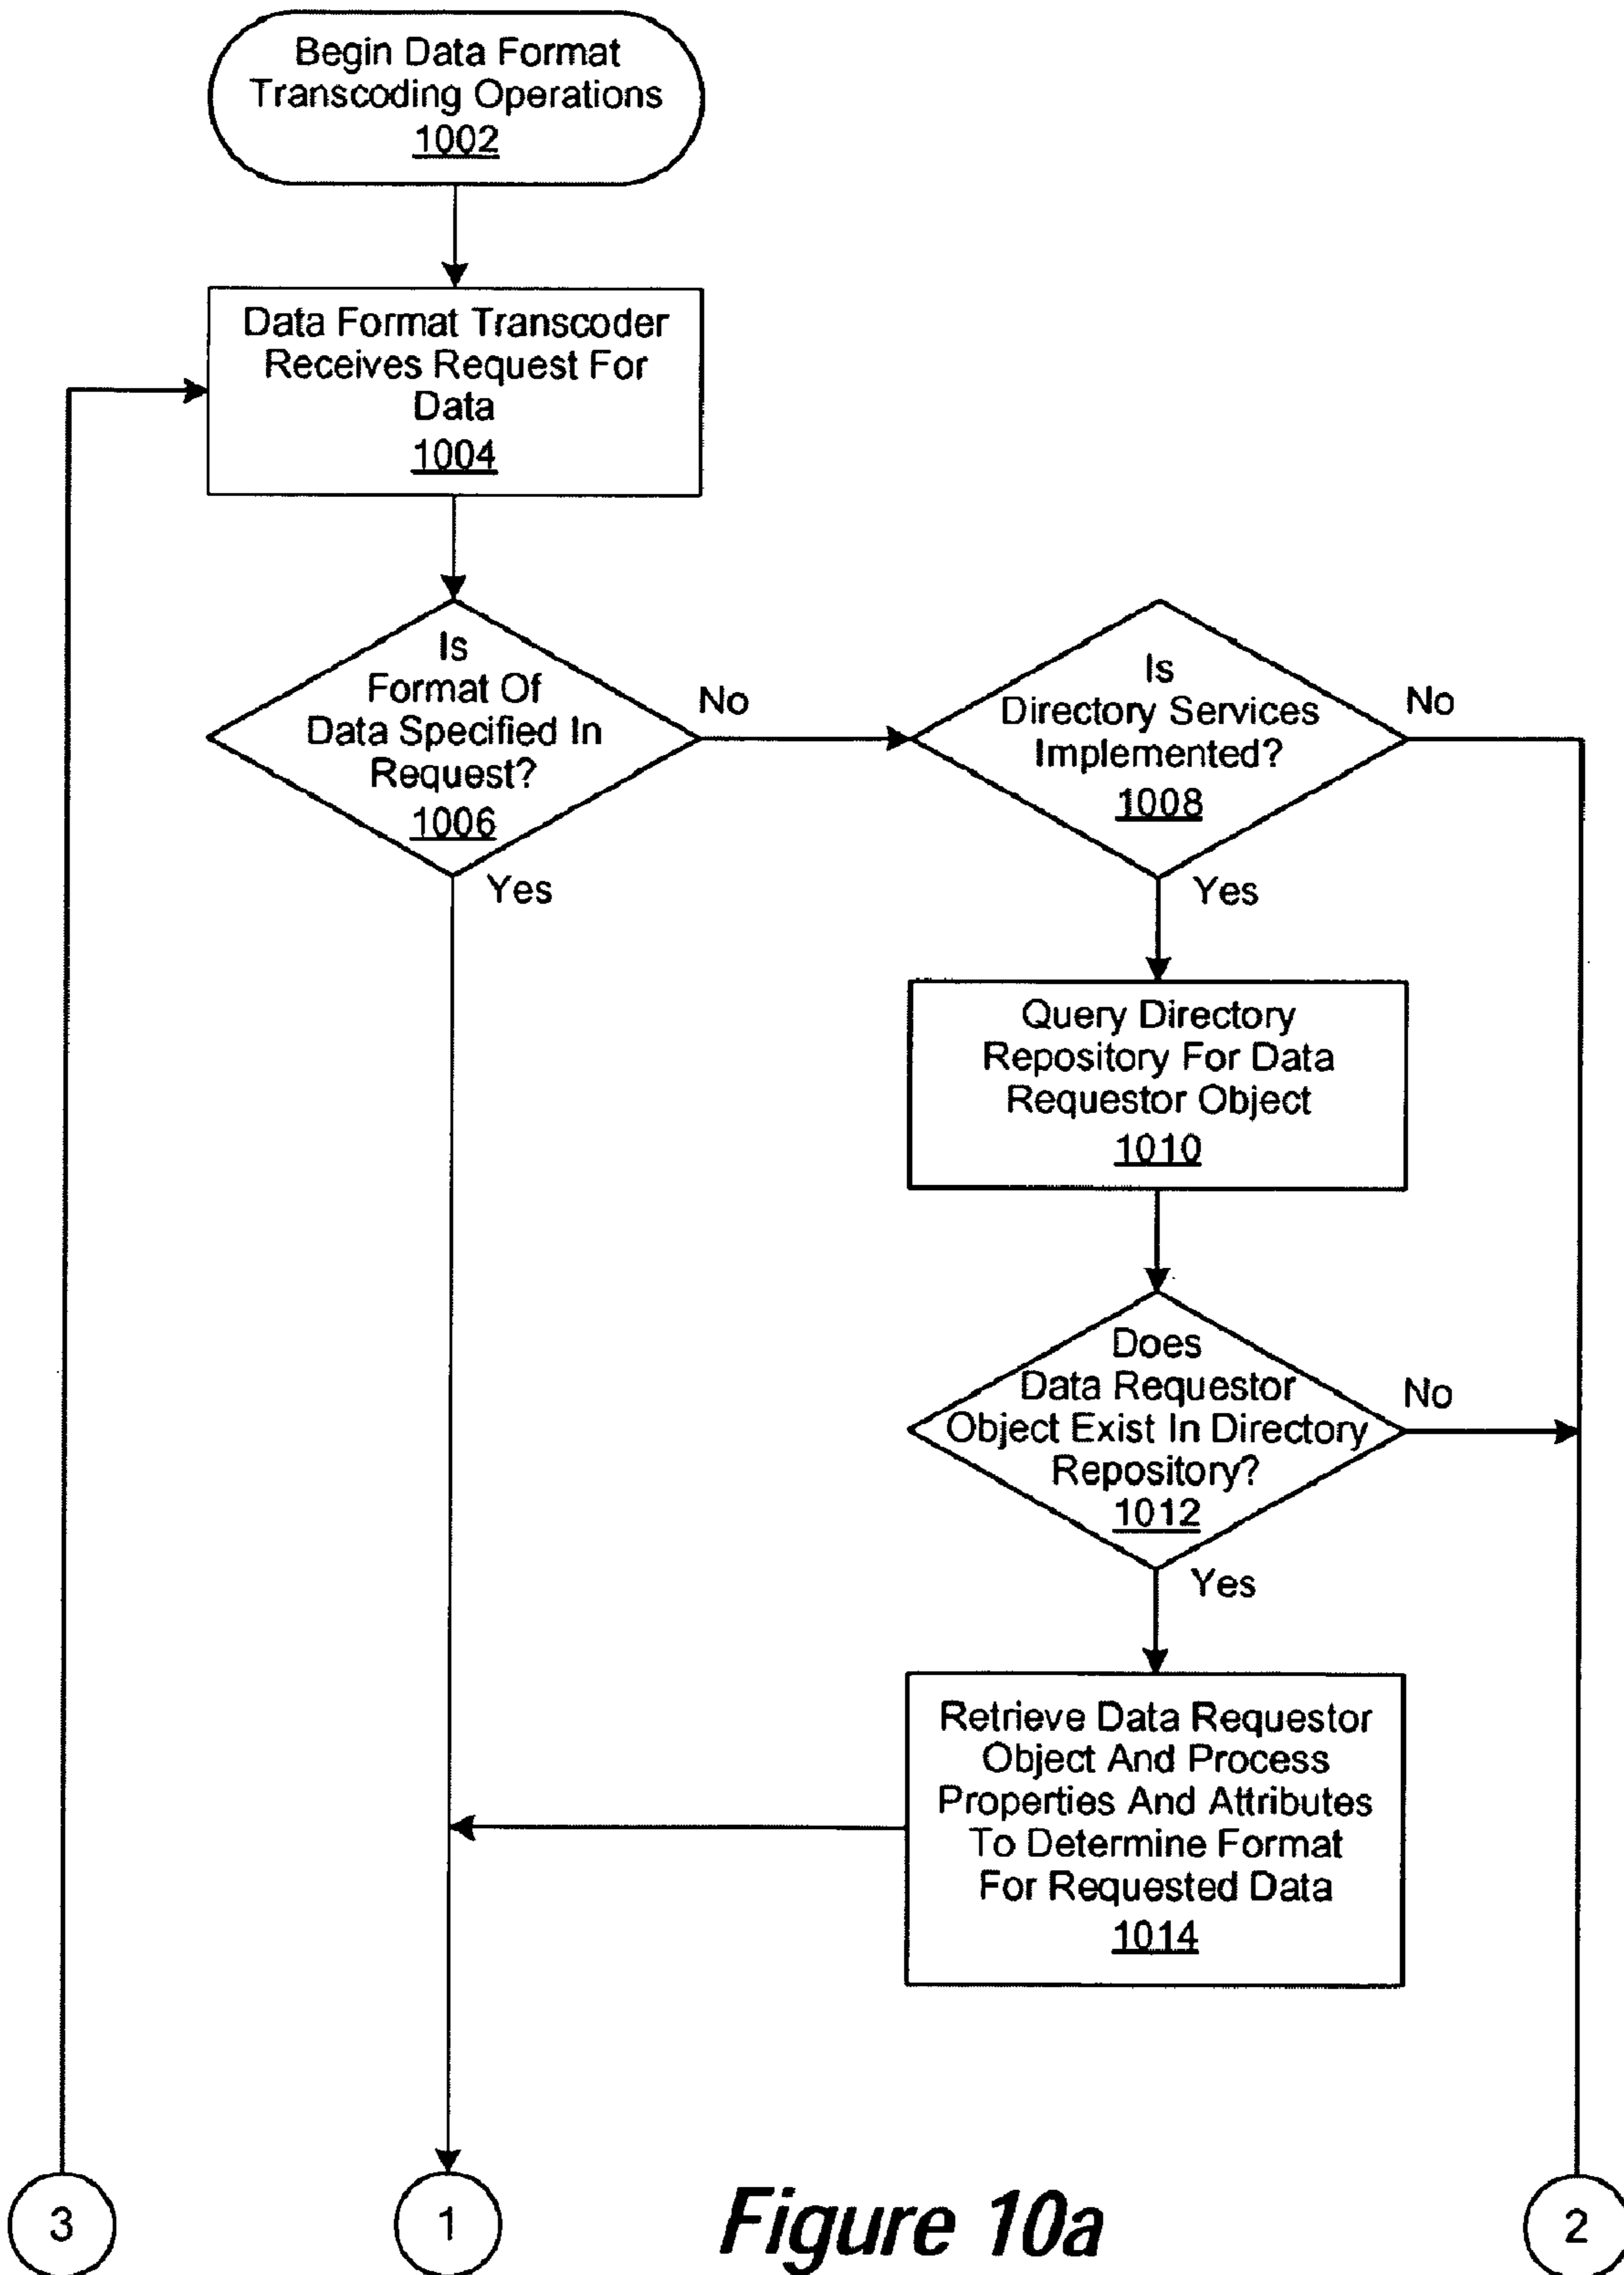 Begin Data Format
Transcoding Operations
1002
Data Format Transcoder
Receives Request For
Data
1004
Is
Format Of
Data Specified In
Request?
1006
No
Yes
Is
Directory Services
Implemented?
1008
No
Yes
Query Directory
Repository For Data
Requestor Object
1010
Does
Data Requestor
Object Exist In Directory
Repository?
1012
No
Yes
Retrieve Data Requestor
Object And Process
Properties And Attributes
To Determine Format
For Requested Data
1014
3
1
Figure 10a
2